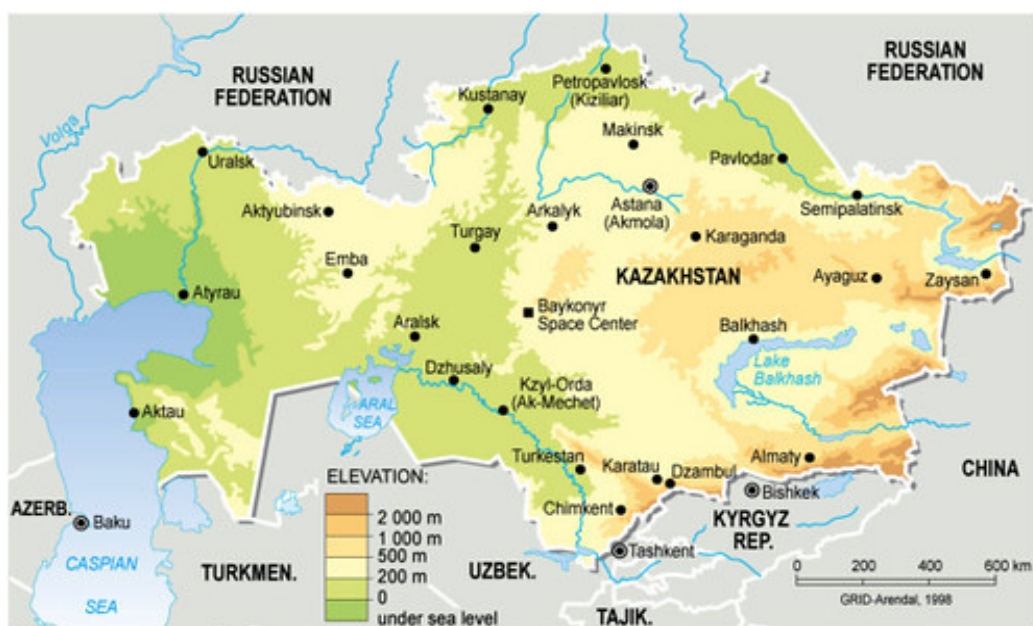 RUSSIAN
FEDERATION
RUSSIAN
FEDERATION
Volga
Petropavlosk
(Kiziliar)
Kustanay
Makinsk
Uralsk
Pavlodar
Astana
(Akmola)
Semipalatinsk
Aktyubinsk
Arkalyk
Turgay
Karaganda
Emba
KAZAKHSTAN
Ayaguz
Zaysan
Atyrau
Baykonyr
Space Center
Aralsk
Balkhash
Lake
Balkhash
Dzhusaly
Kzyl-Orda
(Ak-Mechet)
ARAL
SEA
Aktau
Turkestan
Karatau
Dzambul
Almaty
CHINA
ELEVATION:
2 000 m
1 000 m
500 m
200 m
0
under sea level
Chimkent
Bishkek
KYRGYZ
REP.
AZERB.
Baku
CASPIAN
SEA
TURKMEN.
UZBEK.
Tashkent
TAJIK.
0 200 400 600 km
GRID-Arendal, 1998